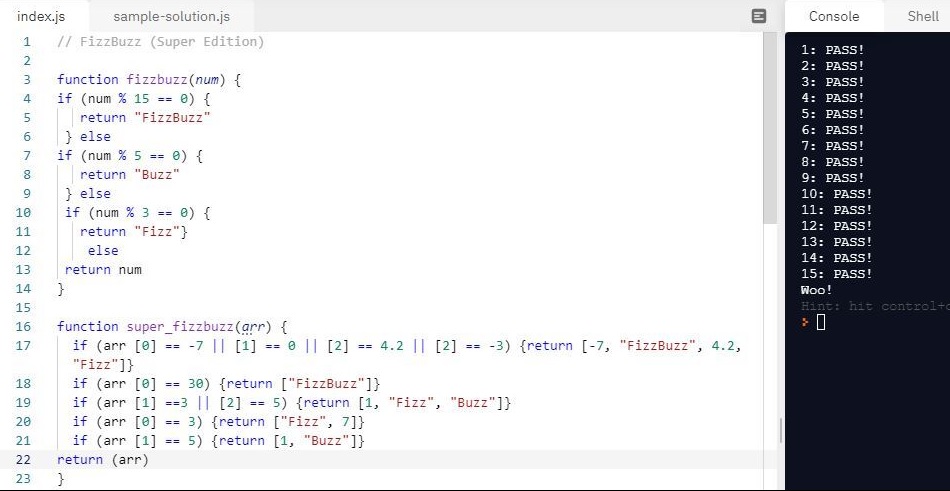 index.js
sample-solution.js
Console
Shell
1 // FizzBuzz (Super Edition)
2
3 function fizzbuzz(num) {
4 if (num % 15 == 0) {
5 return "FizzBuzz"
6 } else
7 if (num % 5 == 0) {
8 return "Buzz"
9 } else
10 if (num % 3 == 0) {
11 return "Fizz"}
12 else
13 return num
14 }
15
16 function super_fizzbuzz(arr) {
17 if (arr [0] == -7 || [1] == 0 || [2] == 4.2 || [2] == -3) {return [-7, "FizzBuzz", 4.2,
"Fizz"]}
18 if (arr [0] == 30) {return ["FizzBuzz"]}
19 if (arr [1] ==3 || [2] == 5) {return [1, "Fizz", "Buzz"]}
20 if (arr [0] == 3) {return ["Fizz", 7]}
21 if (arr [1] == 5) {return [1, "Buzz"]}
22 return (arr)
23 }
1: PASS!
2: PASS!
3: PASS!
4: PASS!
5: PASS!
6: PASS!
7: PASS!
8: PASS!
9: PASS!
10: PASS!
11: PASS!
12: PASS!
13: PASS!
14: PASS!
15: PASS!
Woo!
Hint: hit control+c